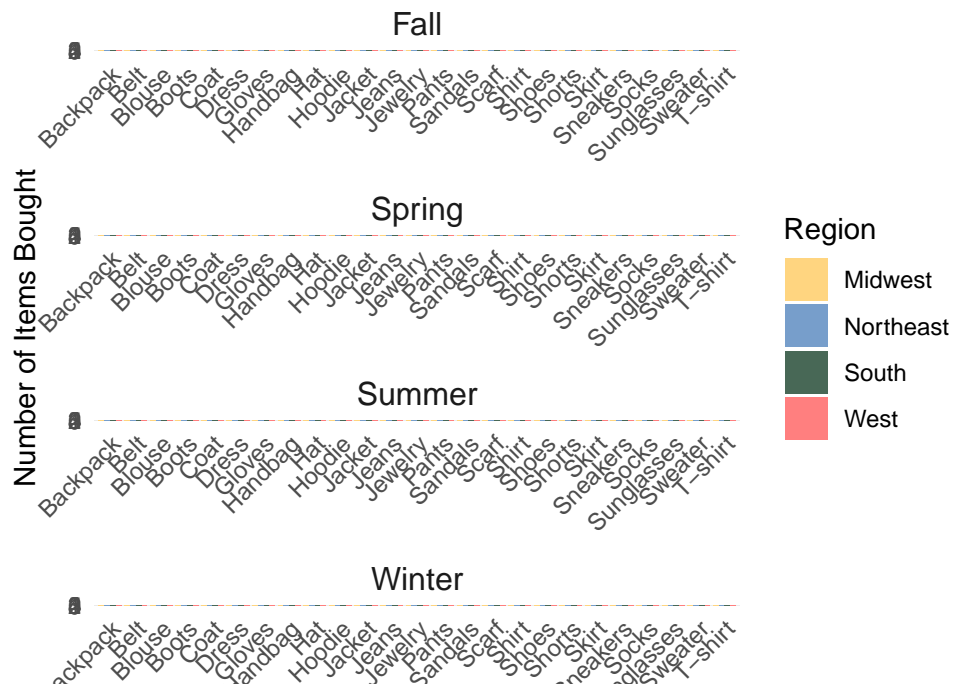 Fall
Backpack
Belt
Blouse
Boots
Coat
Dress
Gloves
Handbag
Hat
Hoodie
Jacket
Jeans
Jewelry
Pants
Sandals
Scarf
Shirt
Shoes
Shorts
Skirt
Sneakers
Socks
Sunglasses
Sweater
T−shirt
Number of Items Bought
Spring
Backpack
Belt
Blouse
Boots
Coat
Dress
Gloves
Handbag
Hat
Hoodie
Jacket
Jeans
Jewelry
Pants
Sandals
Scarf
Shirt
Shoes
Shorts
Skirt
Sneakers
Socks
Sunglasses
Sweater
T−shirt
Region
Midwest
Northeast
South
West
Summer
Backpack
Belt
Blouse
Boots
Coat
Dress
Gloves
Handbag
Hat
Hoodie
Jacket
Jeans
Jewelry
Pants
Sandals
Scarf
Shirt
Shoes
Shorts
Skirt
Sneakers
Socks
Sunglasses
Sweater
T−shirt
Winter
ackpack
Belt
Blouse
Boots
Coat
Dress
Gloves
andbag
Hat
Hoodie
Jacket
Jeans
Jewelry
Pants
Sandals
Scarf
Shirt
Shoes
Shorts
Skirt
neakers
Socks
glasses
Sweater
T−shirt